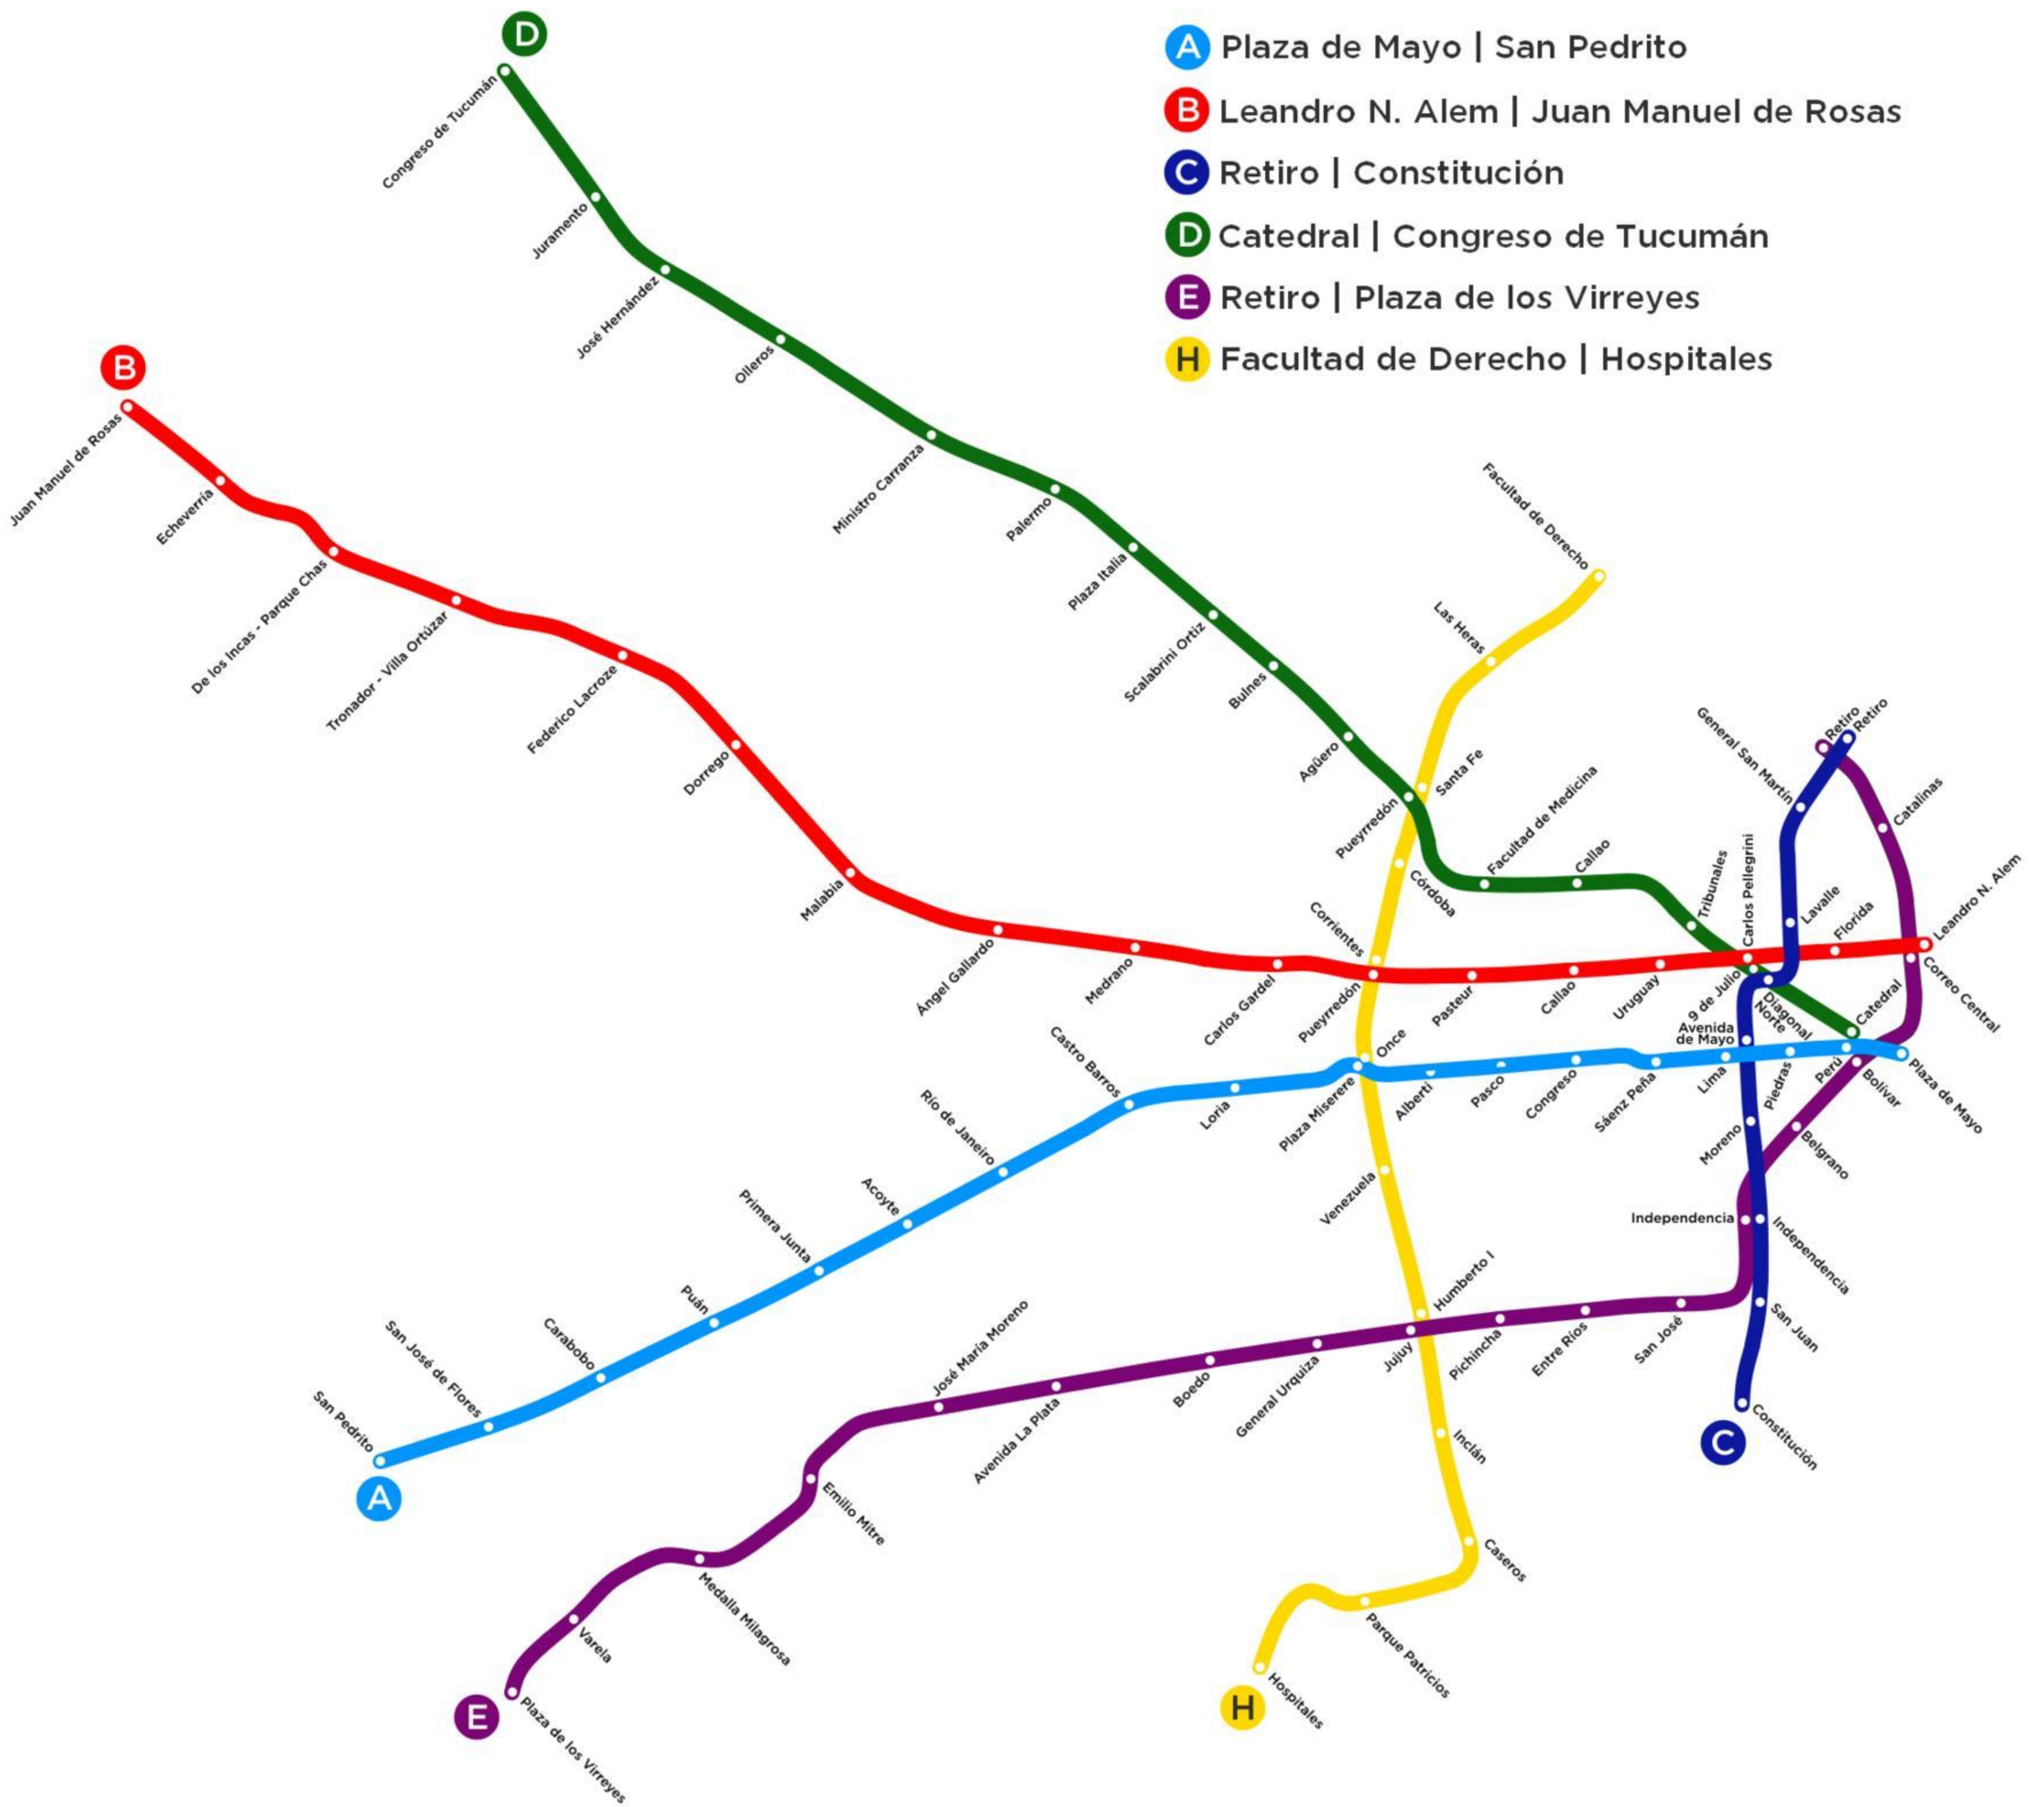 D
A Plaza de Mayo | San Pedrito
B Leandro N. Alem | Juan Manuel de Rosas
C Retiro | Constitución
D Catedral | Congreso de Tucumán
E Retiro | Plaza de los Virreyes
H Facultad de Derecho | Hospitales
Congreso de Tucumán
Juramento
José Hernández
Olleros
Ministro Carranza
Palermo
Plaza Italia
Scalabrini Ortiz
Bulnes
Agüero
Pueyrredón
Facultad de Medicina
Callao
Tribunales
9 de Julio
Catedral
B
Juan Manuel de Rosas
Echeverría
De los Incas - Parque Chas
Tronador - Villa Ortúzar
Federico Lacroze
Dorrego
Malabia
Ángel Gallardo
Medrano
Carlos Gardel
Pueyrredón
Pasteur
Callao
Uruguay
Carlos Pellegrini
Florida
Leandro N. Alem
Facultad de Derecho
Las Heras
Santa Fe
Córdoba
Corrientes
Once
Venezuela
Humberto I
Inclán
Caseros
Parque Patricios
Hospitales
H
Retiro
General San Martín
Lavalle
Diagonal
Norte
Avenida
de Mayo
Moreno
Independencia
San Juan
Constitución
C
Retiro
Catalinas
Correo Central
Bolívar
Belgrano
Independencia
San José
Entre Ríos
Pichincha
Jujuy
General Urquiza
Boedo
Avenida La Plata
José María Moreno
Emilio Mitre
Medalla Milagrosa
Varela
Plaza de los Virreyes
E
Plaza de Mayo
Perú
Piedras
Lima
Sáenz Peña
Congreso
Pasco
Alberti
Plaza Miserere
Loria
Castro Barros
Río de Janeiro
Acoyte
Primera Junta
Puán
Carabobo
San José de Flores
San Pedrito
A